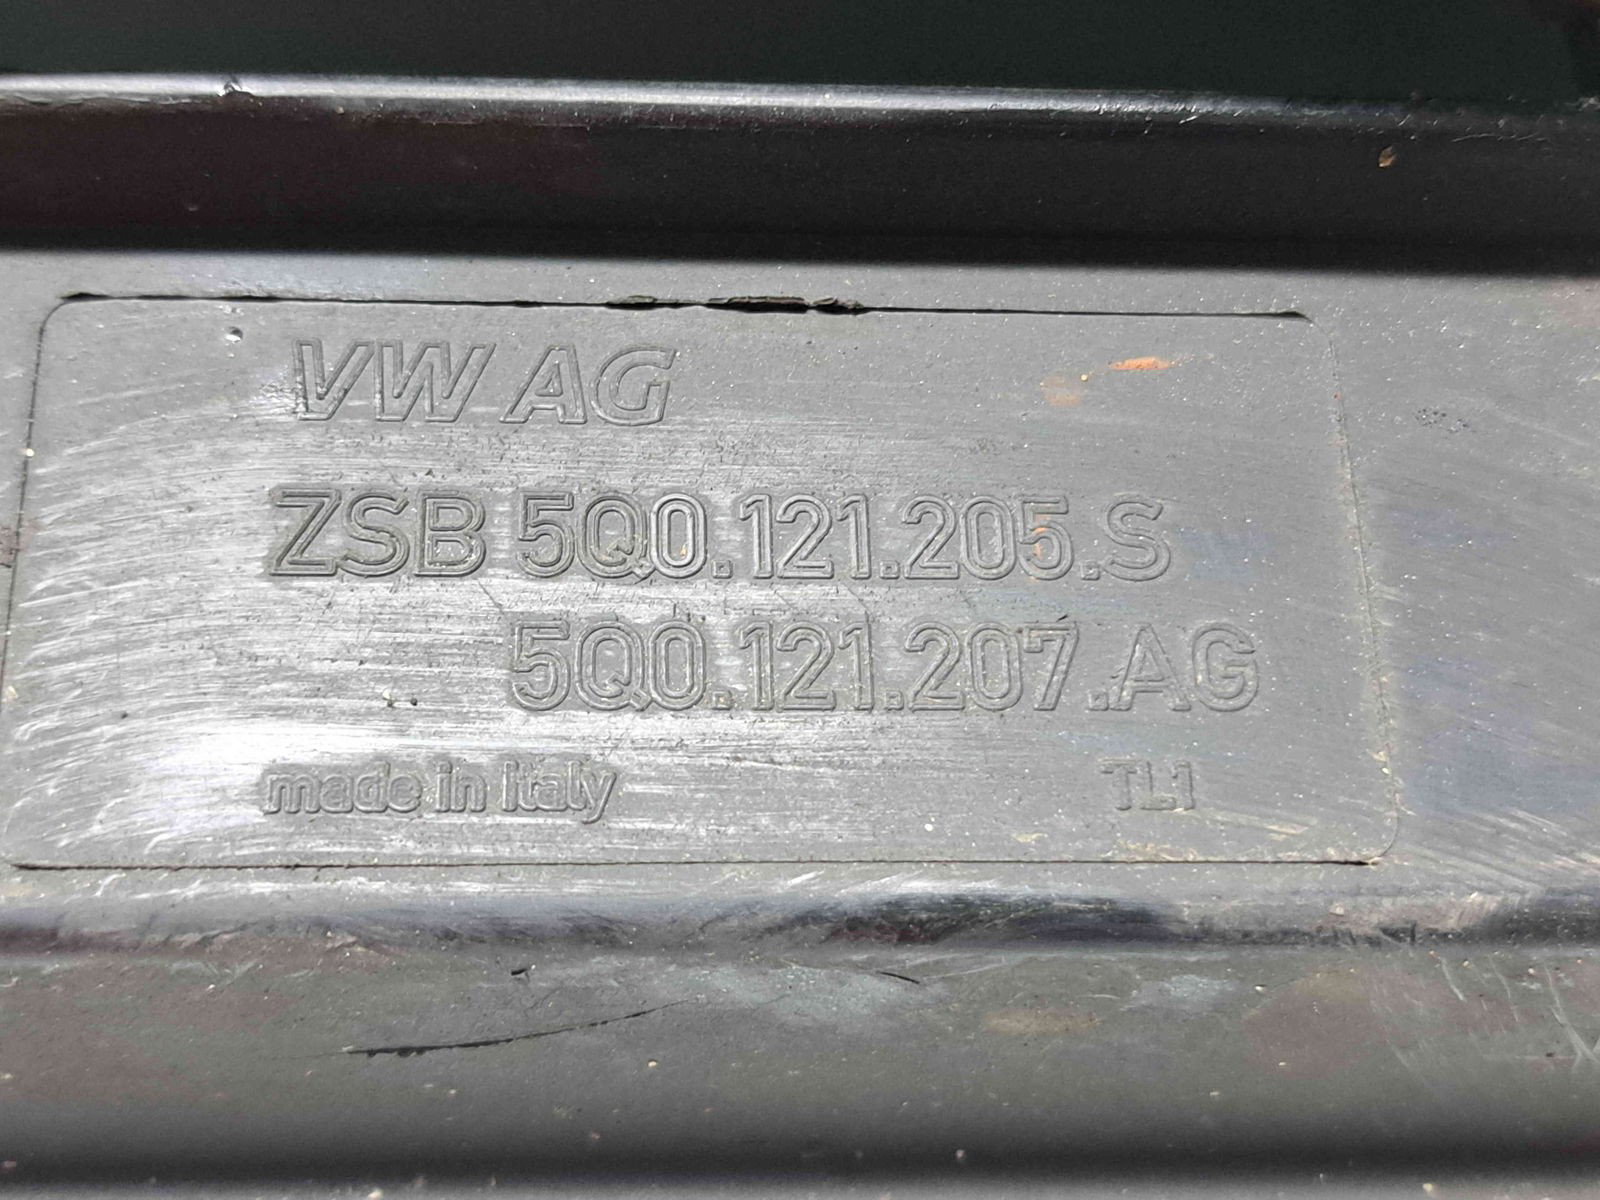 VW AG
ZSB 5Q0.121.205.S
5Q0.121.207.AG
made in italy TL1